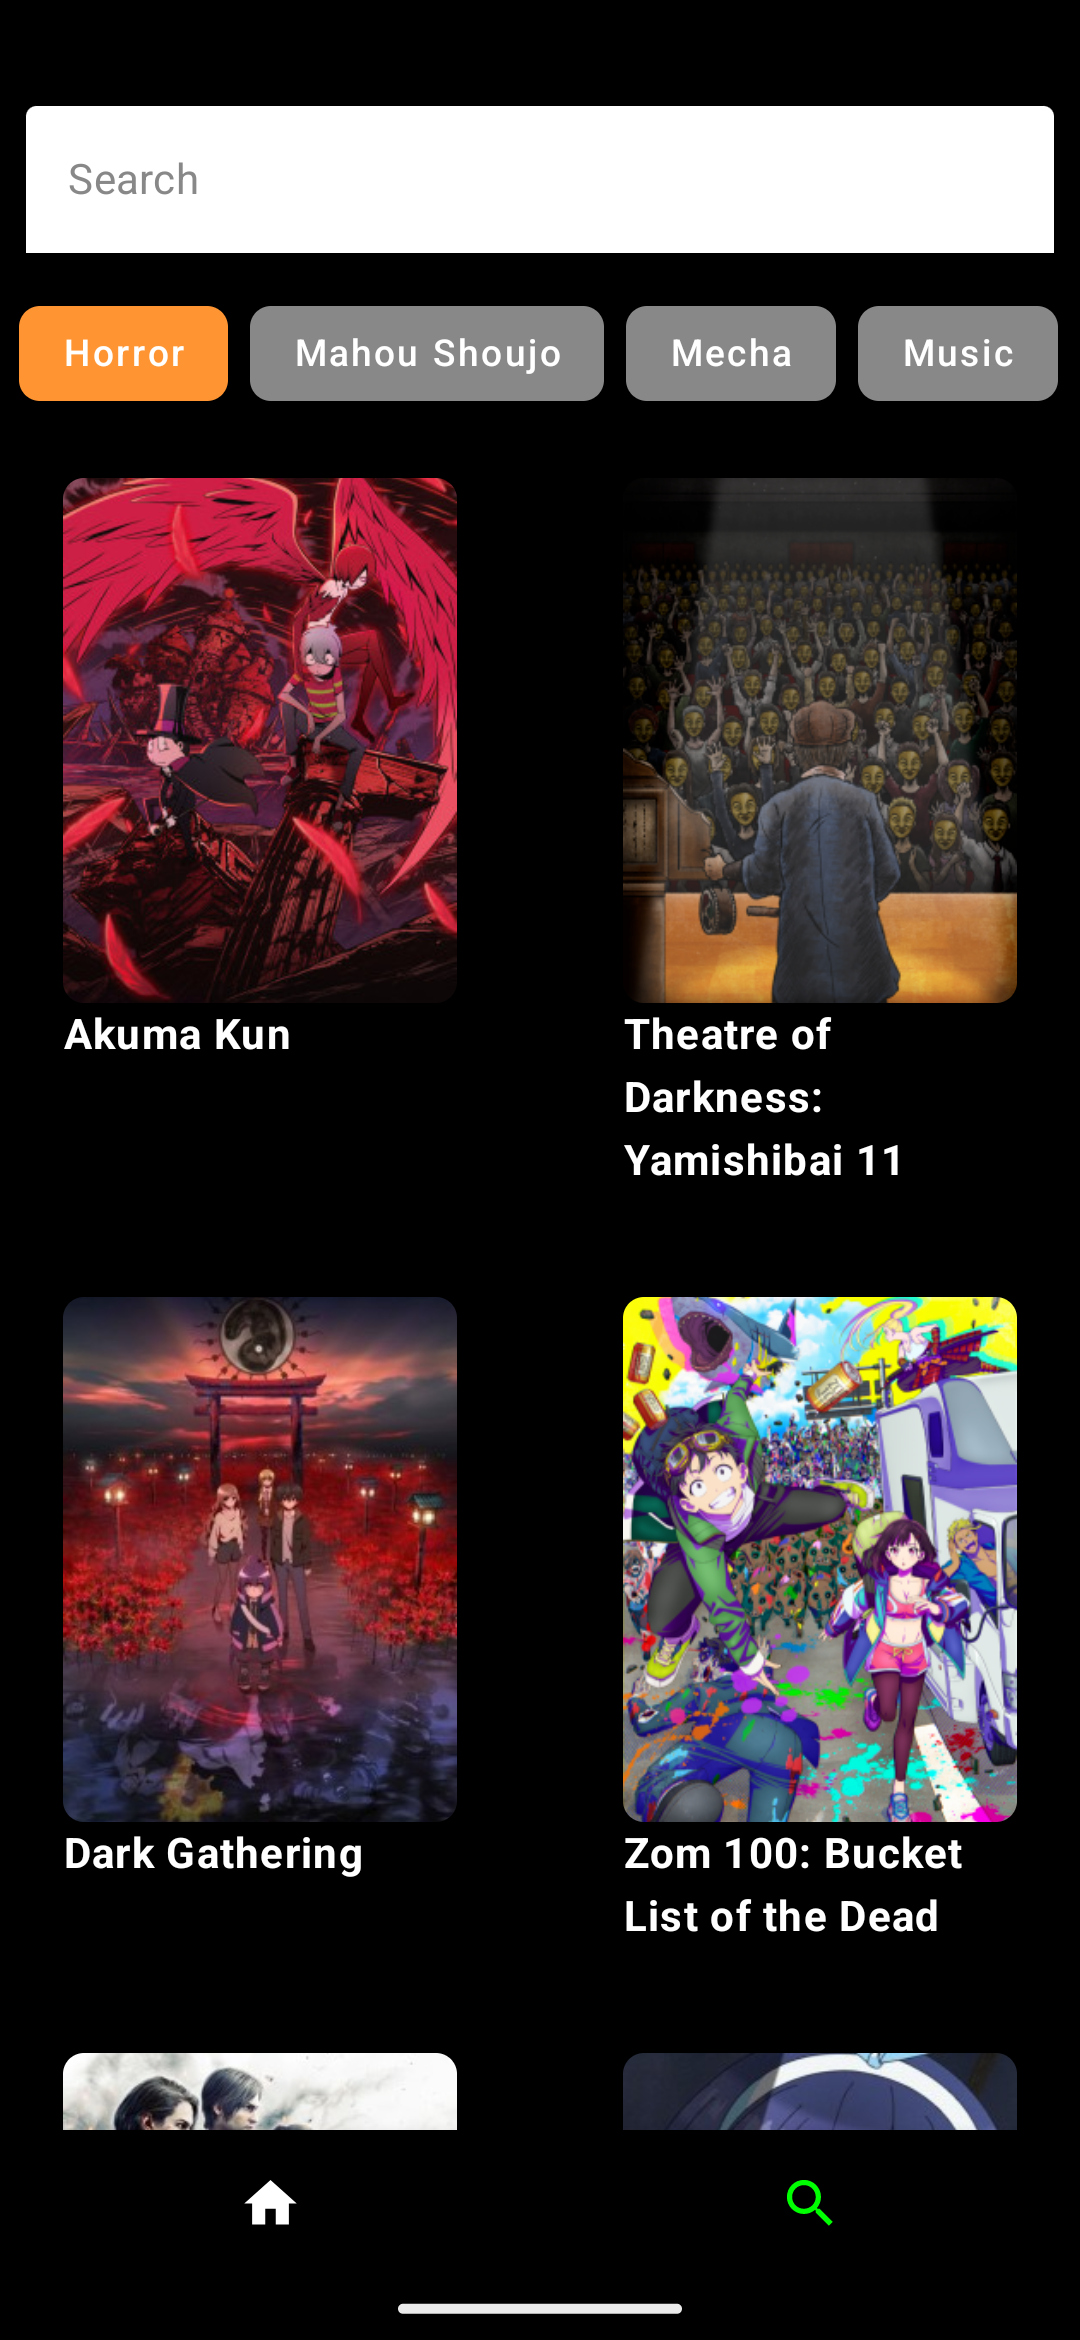 Search
Horror
Mahou Shoujo
Mecha
Music
Akuma Kun
Theatre of
Darkness:
Yamishibai 11
Dark Gathering
Zom 100: Bucket
List of the Dead